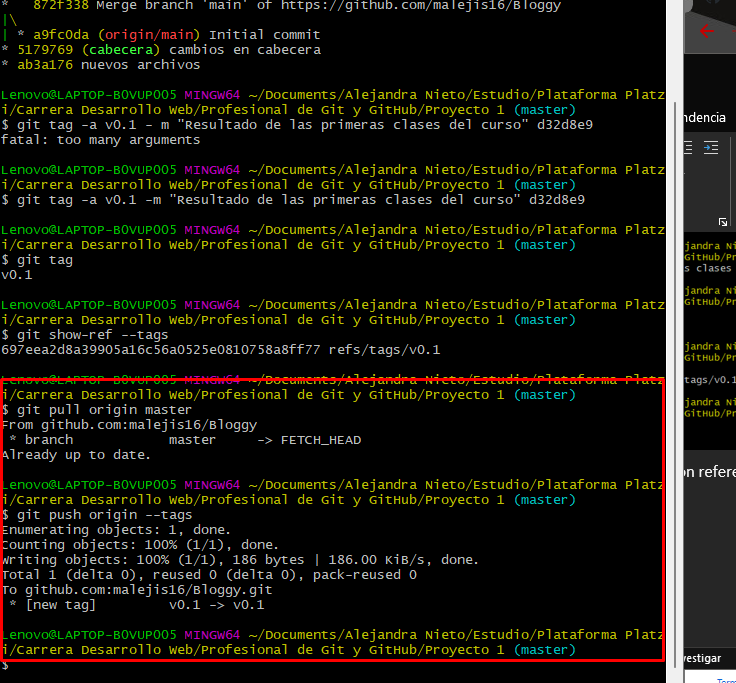 *   872f338 Merge branch 'main' of https://github.com/malejis16/Bloggy
|\
| * a9fc0da (origin/main) Initial commit
* 5179769 (cabecera) cambios en cabecera
* ab3a176 nuevos archivos
Lenovo@LAPTOP-B0VUP005 MINGW64 ~/Documents/Alejandra Nieto/Estudio/Plataforma Platz
i/Carrera Desarrollo Web/Profesional de Git y GitHub/Proyecto 1 (master)
$ git tag -a v0.1 - m "Resultado de las primeras clases del curso" d32d8e9
fatal: too many arguments
Lenovo@LAPTOP-B0VUP005 MINGW64 ~/Documents/Alejandra Nieto/Estudio/Plataforma Platz
i/Carrera Desarrollo Web/Profesional de Git y GitHub/Proyecto 1 (master)
$ git tag -a v0.1 -m "Resultado de las primeras clases del curso" d32d8e9
Lenovo@LAPTOP-B0VUP005 MINGW64 ~/Documents/Alejandra Nieto/Estudio/Plataforma Platz
i/Carrera Desarrollo Web/Profesional de Git y GitHub/Proyecto 1 (master)
$ git tag
v0.1
Lenovo@LAPTOP-B0VUP005 MINGW64 ~/Documents/Alejandra Nieto/Estudio/Plataforma Platz
i/Carrera Desarrollo Web/Profesional de Git y GitHub/Proyecto 1 (master)
$ git show-ref --tags
697eea2d8a39905a16c56a0525e0810758a8ff77 refs/tags/v0.1
Lenovo@LAPTOP-B0VUP005 MINGW64 ~/Documents/Alejandra Nieto/Estudio/Plataforma Platz
i/Carrera Desarrollo Web/Profesional de Git y GitHub/Proyecto 1 (master)
$ git pull origin master
From github.com:malejis16/Bloggy
 * branch            master     -> FETCH_HEAD
Already up to date.
Lenovo@LAPTOP-B0VUP005 MINGW64 ~/Documents/Alejandra Nieto/Estudio/Plataforma Platz
i/Carrera Desarrollo Web/Profesional de Git y GitHub/Proyecto 1 (master)
$ git push origin --tags
Enumerating objects: 1, done.
Counting objects: 100% (1/1), done.
Writing objects: 100% (1/1), 186 bytes | 186.00 KiB/s, done.
Total 1 (delta 0), reused 0 (delta 0), pack-reused 0
To github.com:malejis16/Bloggy.git
 * [new tag]         v0.1 -> v0.1
Lenovo@LAPTOP-B0VUP005 MINGW64 ~/Documents/Alejandra Nieto/Estudio/Plataforma Platz
i/Carrera Desarrollo Web/Profesional de Git y GitHub/Proyecto 1 (master)
$
ndencia
jandra Ni
GitHub/Pr
s clases
jandra Ni
GitHub/Pr
jandra Ni
GitHub/Pr
tags/v0.1
jandra Ni
GitHub/Pr
on refere
vestigar